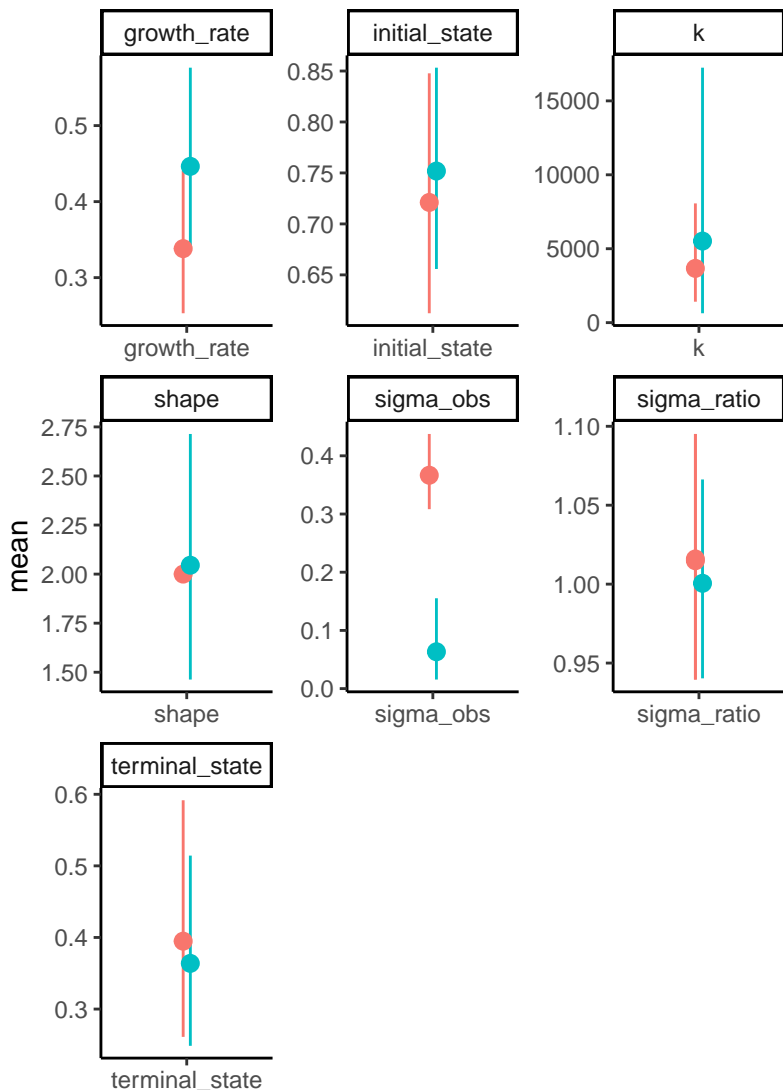 growth_rate
initial_state
k
0.5
0.4
0.3
0.85
0.80
0.75
0.70
0.65
15000
10000
5000
0
growth_rate
initial_state
k
shape
sigma_obs
sigma_ratio
2.75
2.50
2.25
2.00
1.75
1.50
0.4
0.3
0.2
0.1
0.0
1.10
1.05
1.00
0.95
mean
shape
sigma_obs
sigma_ratio
terminal_state
0.6
0.5
0.4
0.3
terminal_state